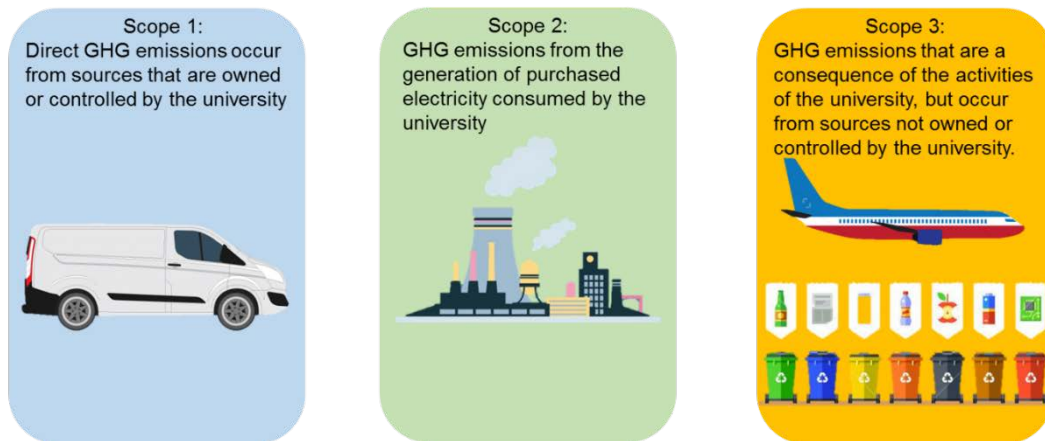 Scope 1:
Direct GHG emissions occur
from sources that are owned
or controlled by the university
Scope 2:
GHG emissions from the
generation of purchased
electricity consumed by the
university
Scope 3:
GHG emissions that are a
consequence of the activities
of the university, but occur
from sources not owned or
controlled by the university.